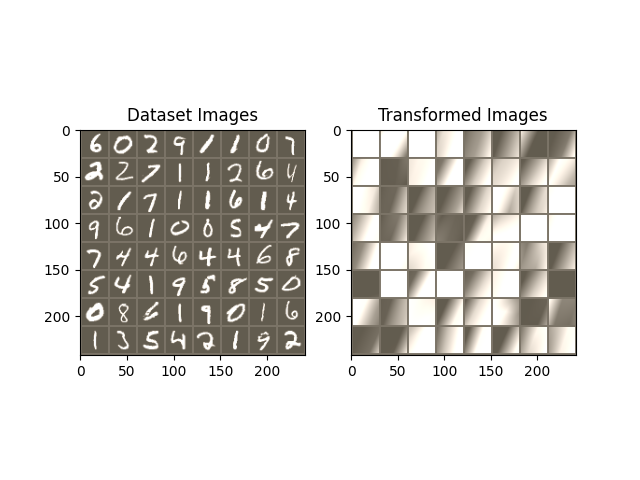 Dataset Images
Transformed Images
0
50
100
150
200
0 50 100 150 200
0
50
100
150
200
0 50 100 150 200
6 0 2 9 1 1 0 7
2 2 7 1 1 2 6 4
2 1 7 1 1 6 1 4
9 6 1 0 0 5 4 7
7 4 4 6 4 4 6 8
5 4 1 9 5 8 5 0
0 8 1 9 0 1 6
1 3 5 4 2 1 9 2